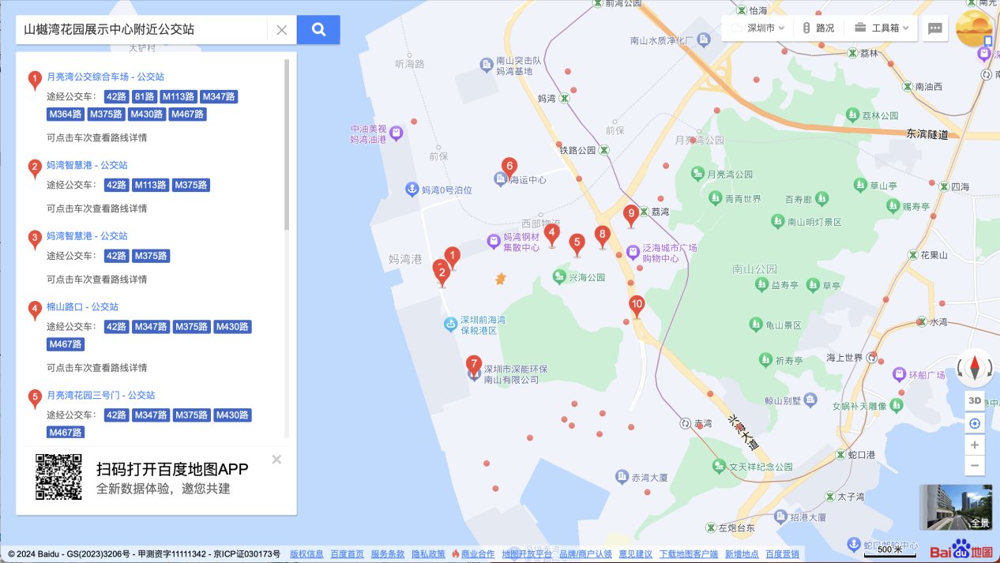 山樾湾花园展示中心附近公交站
大铲村
1
月亮湾公交综合车场 - 公交站
途经公交车： 42路 81路 M113路 M347路
M364路 M375路 M430路 M467路
可点击车次查看路线详情
2
妈湾智慧港 - 公交站
途经公交车： 42路 M113路 M375路
可点击车次查看路线详情
3
妈湾智慧港 - 公交站
途经公交车： 42路 M375路
可点击车次查看路线详情
4
棉山路口 - 公交站
途经公交车： 42路 M347路 M375路 M430路
M467路
可点击车次查看路线详情
5
月亮湾花园三号门 - 公交站
途经公交车： 42路 M347路 M375路 M430路
M467路
扫码打开百度地图APP
全新数据体验，邀您共建
前湾公园
怡海
南光
深圳市
路况
工具箱
南山水质净化厂
荔林
听海路
南山突击队
妈湾基地
南油西
妈湾
荔林公园
中油美视
妈湾油港
前保
月亮湾公园
东滨隧道
前保
铁路公园
月亮湾公园
草山亭
四海
6
海运中心
妈湾0号泊位
青青世界
百寿廊
赐寿亭
9
荔湾
西部物流
南山明灯景区
妈湾钢材
集散中心
4
5
8
泛海城市广场
购物中心
花果山
妈湾港
1
2
兴海公园
南山公园
益寿亭
草亭
10
深圳前海湾
保税港区
龟山景区
水湾
7
深圳市深能环保
南山有限公司
祈寿亭
海上世界
环船广场
鲸山别墅
女娲补天雕像
3D
赤湾
兴海大道
蛇口港
文天祥纪念公园
赤湾大厦
太子湾
招港大厦
左炮台东
全景
蛇口邮轮中心
500 米
Bai 地图
© 2024 Baidu - GS(2023)3206号 - 甲测资字11111342 - 京ICP证030173号 版权信息 百度首页 服务条款 隐私政策 商业合作 地图开放平台 品牌/商户认领 意见建议 下载地图客户端 新增地点 百度营销